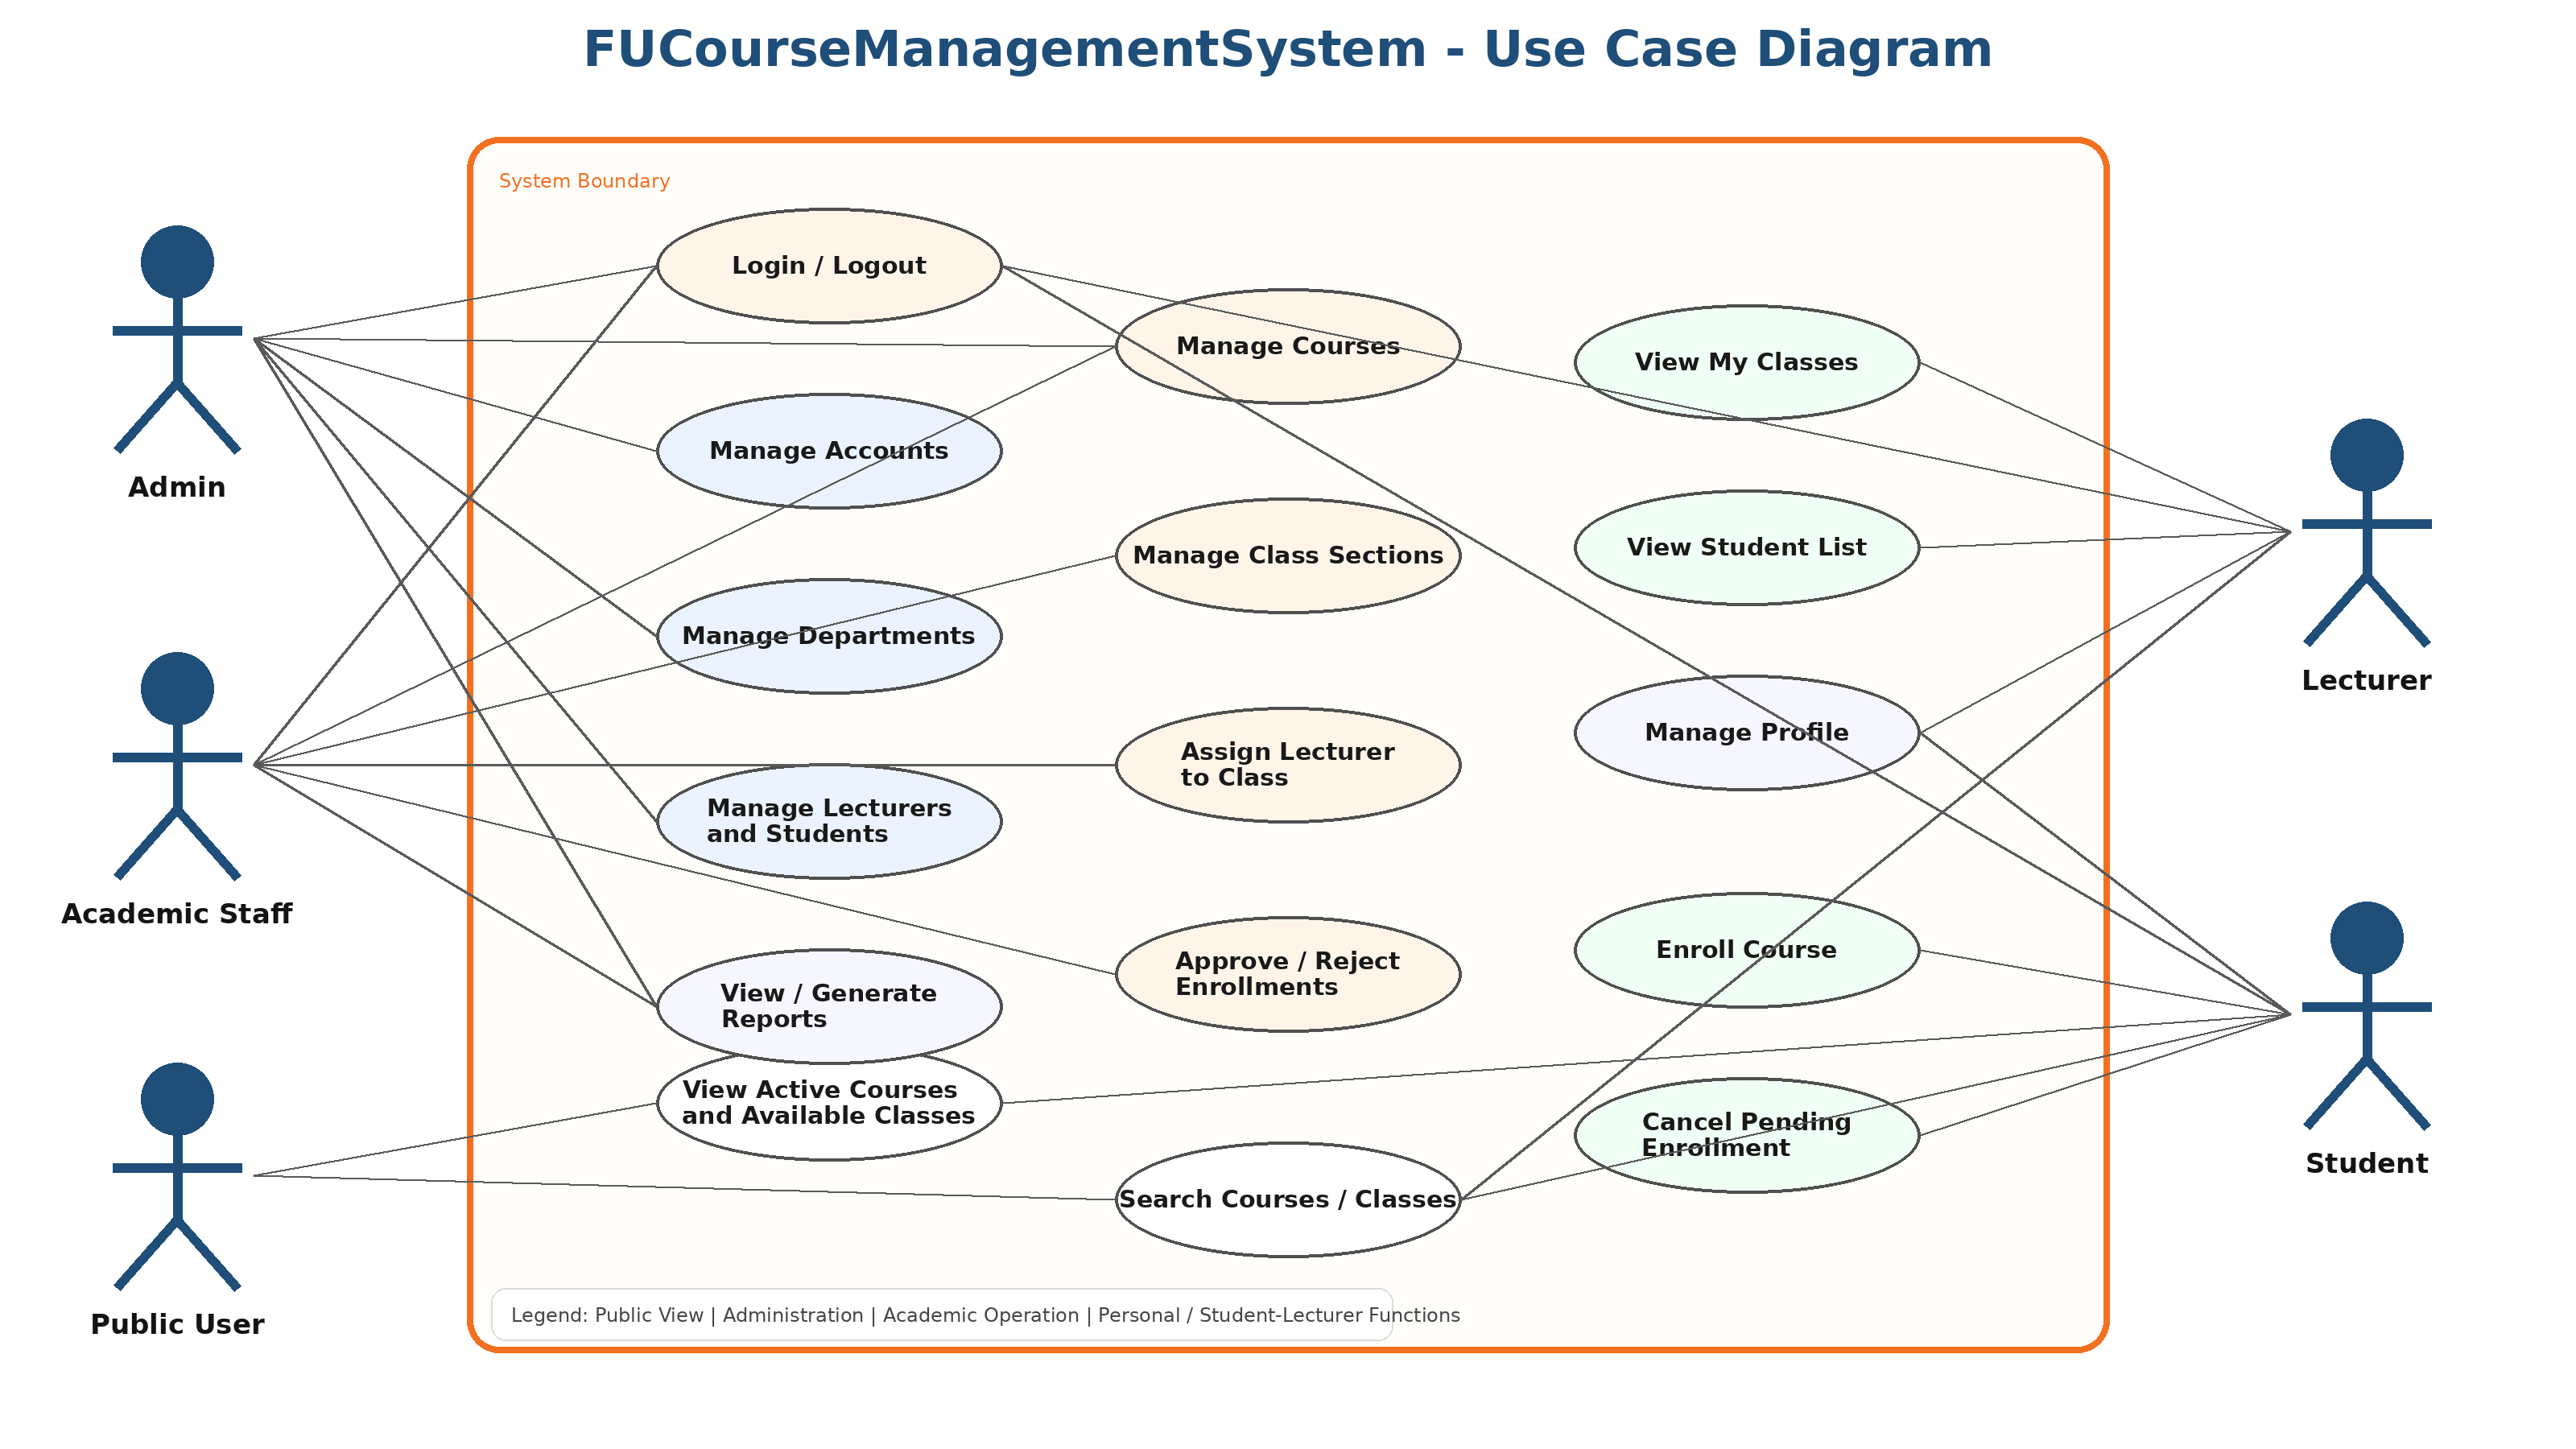 FUCourseManagementSystem - Use Case Diagram
System Boundary
Admin
Academic Staff
Public User
Login / Logout
Manage Accounts
Manage Departments
Manage Lecturers
and Students
View / Generate
Reports
View Active Courses
and Available Classes
Manage Courses
Manage Class Sections
Assign Lecturer
to Class
Approve / Reject
Enrollments
Search Courses / Classes
View My Classes
View Student List
Manage Profile
Enroll Course
Cancel Pending
Enrollment
Lecturer
Student
Legend: Public View | Administration | Academic Operation | Personal / Student-Lecturer Functions